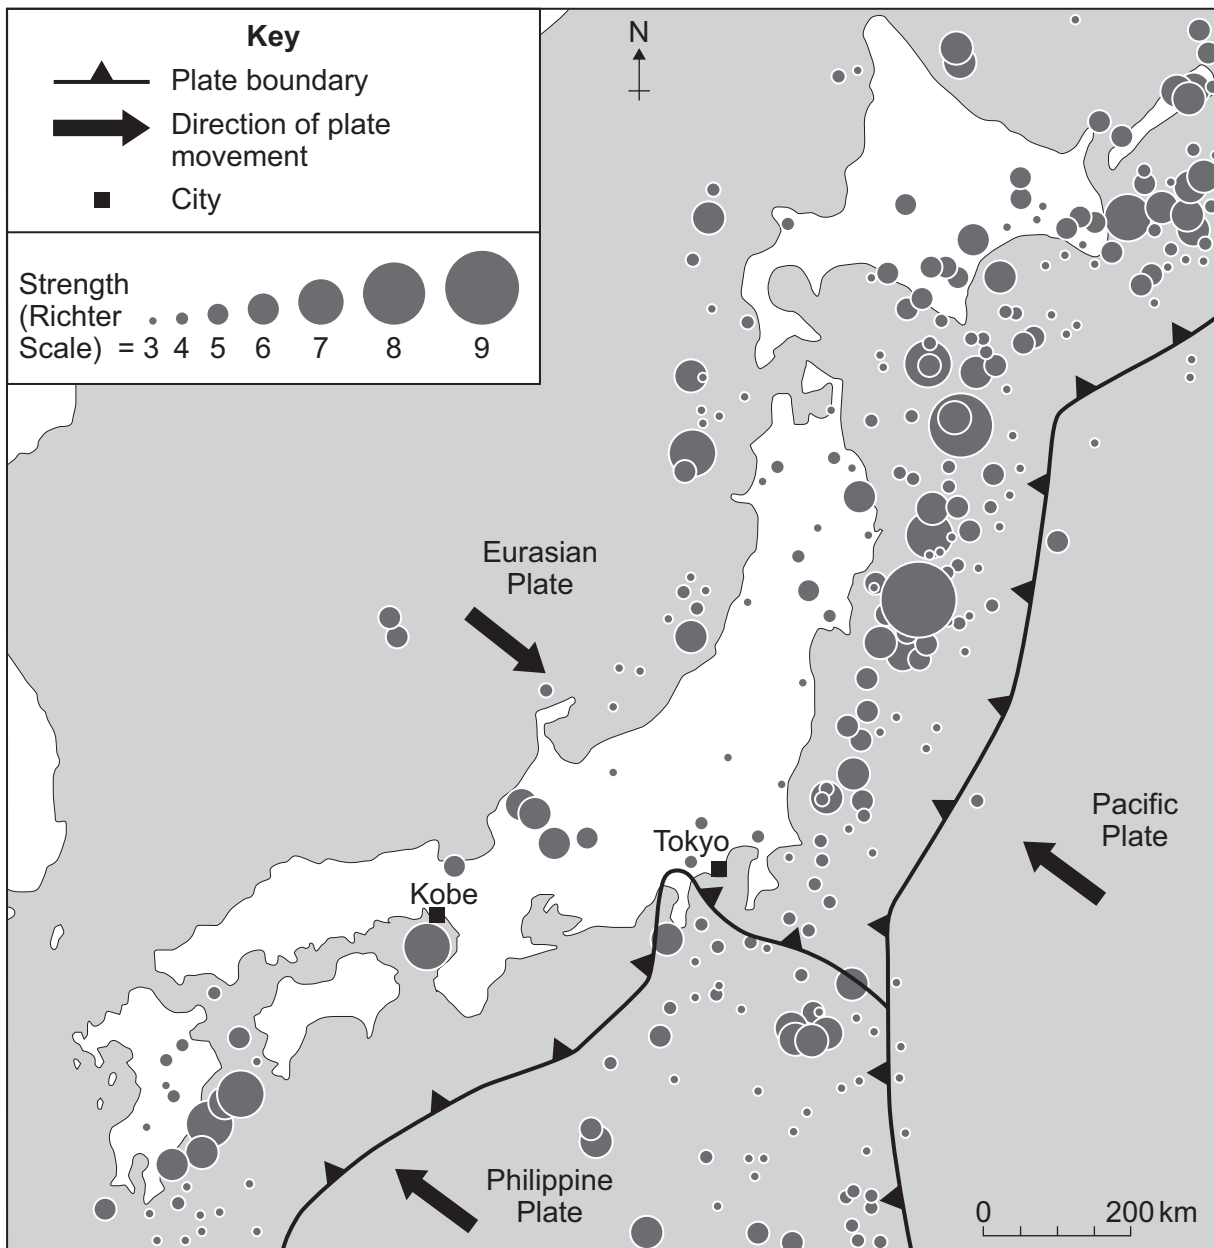 Key
Plate boundary
Direction of plate
movement
City
Strength
(Richter
Scale) = 3 4 5 6 7 8 9
N
Eurasian
Plate
Pacific
Plate
Tokyo
Kobe
Philippine
Plate
0 200 km